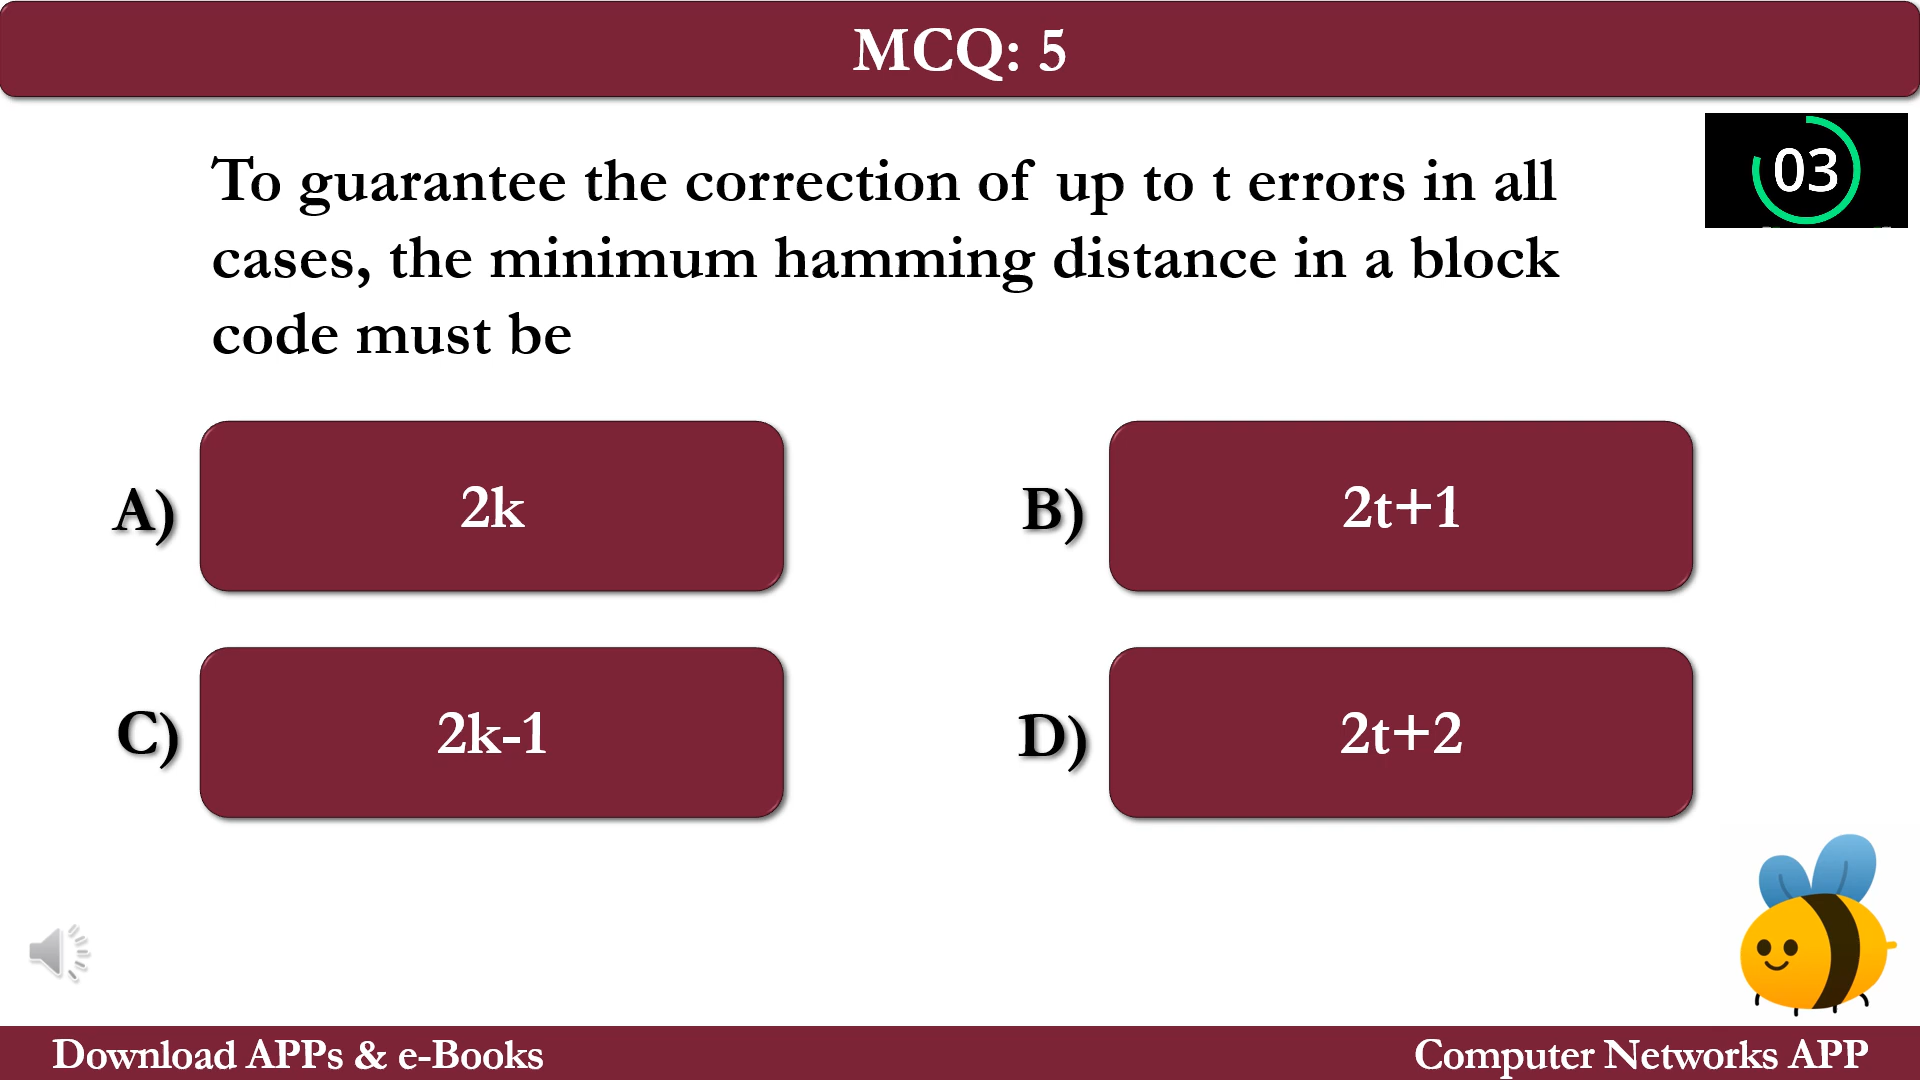 MCQ: 5
03
To guarantee the correction of up to t errors in all
cases, the minimum hamming distance in a block
code must be
A) 2k
B) 2t+1
C) 2k-1
D) 2t+2
Download APPs & e-Books
Computer Networks APP